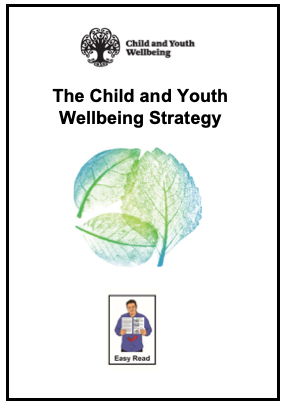 Child and Youth
Wellbeing
The Child and Youth
Wellbeing Strategy
Easy Read